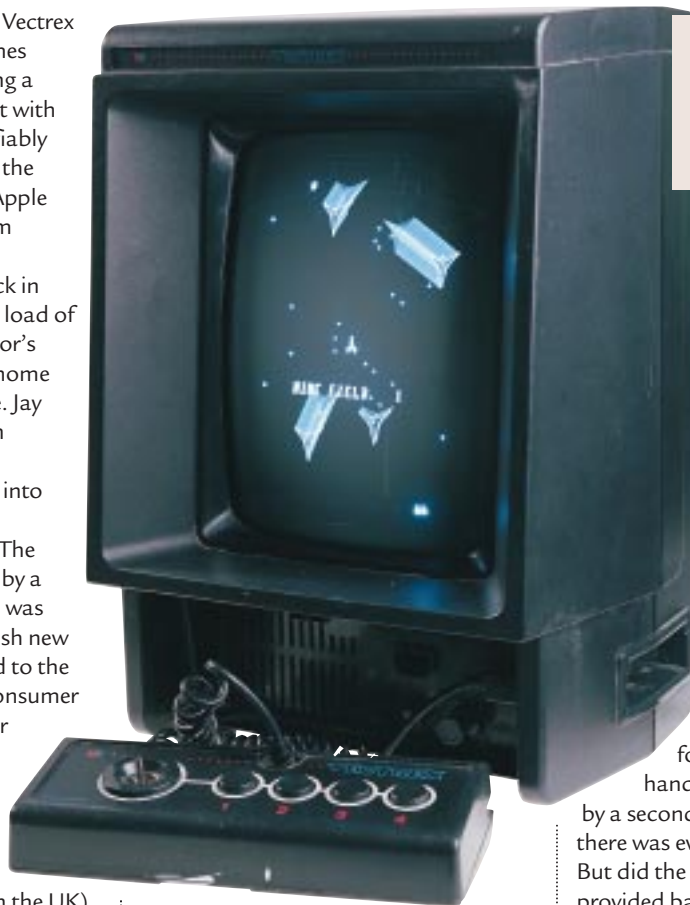 Vectrex
nes
ng a
t with
fiably
the
Apple
m
ck in
load of
or's
home
e. Jay
n
into
The
by a
was
sh new
d to the
onsumer
r
n the UK)
MINE FIELD.
1 2 3 4
fo
hand
by a second
there was ev
But did the
provided ba